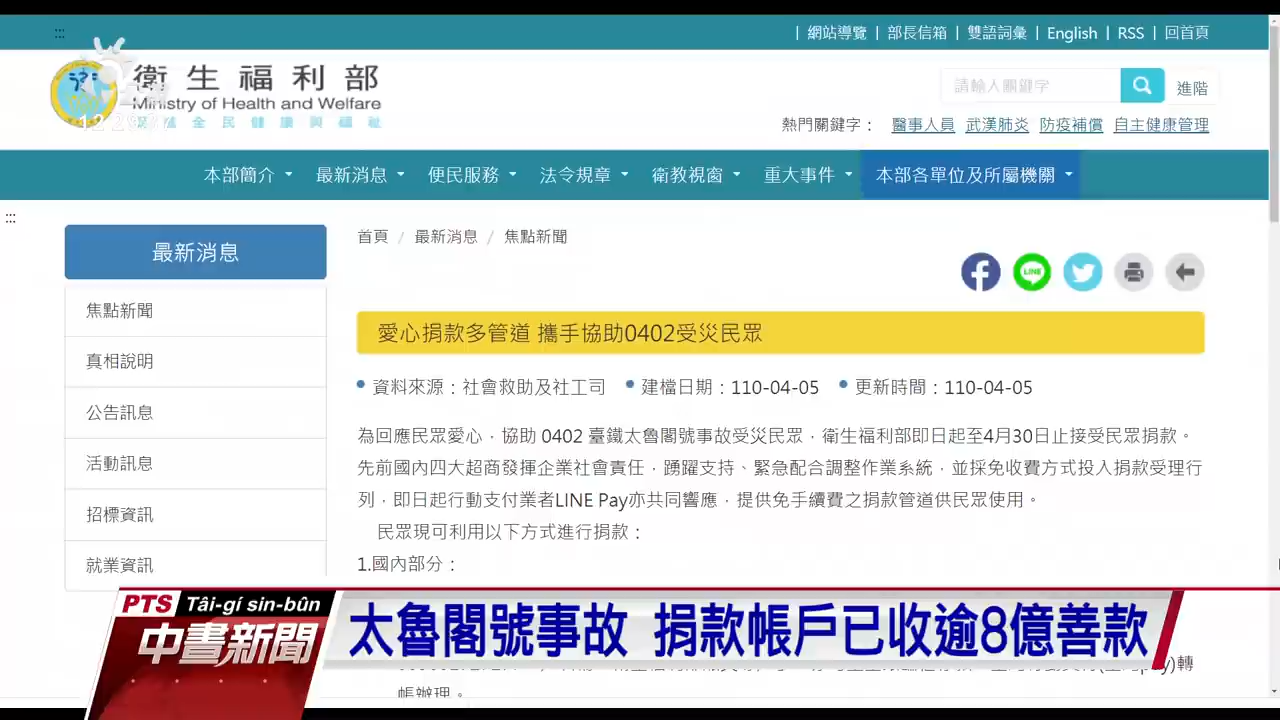 :::
| 網站導覽 | 部長信箱 | 雙語詞彙 | English | RSS | 回首頁
衛生福利部
Ministry of Health and Welfare
請輸入關鍵字
進階
熱門關鍵字： 醫事人員 武漢肺炎 防疫補償 自主健康管理
本部簡介 最新消息 便民服務 法令規章 衛教視窗 重大事件 本部各單位及所屬機關
:::
最新消息
焦點新聞
真相說明
公告訊息
活動訊息
招標資訊
就業資訊
首頁 / 最新消息 / 焦點新聞
LINE
愛心捐款多管道 攜手協助0402受災民眾
資料來源：社會救助及社工司 建檔日期：110-04-05 更新時間：110-04-05
為回應民眾愛心，協助 0402 臺鐵太魯閣號事故受災民眾，衛生福利部即日起至4月30日止接受民眾捐款。
先前國內四大超商發揮企業社會責任，踴躍支持、緊急配合調整作業系統，並採免收費方式投入捐款受理行
列，即日起行動支付業者LINE Pay亦共同響應，提供免手續費之捐款管道供民眾使用。
民眾現可利用以下方式進行捐款：
1.國內部分：
PTS Tâi-gí sin-bûn
中晝新聞
太魯閣號事故 捐款帳戶已收逾8億善款
轉
帳辦理。